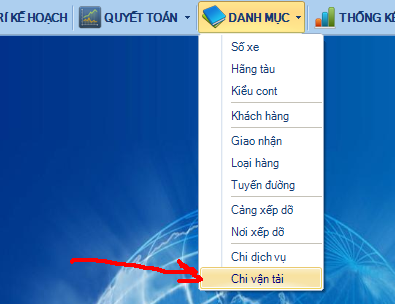 RÍ KẾ HOẠCH QUYẾT TOÁN DANH MỤC THỐNG KÊ
Số xe
Hãng tàu
Kiểu cont
Khách hàng
Giao nhận
Loại hàng
Tuyến đường
Cảng xếp dỡ
Nơi xếp dỡ
Chi dịch vụ
Chi vận tải